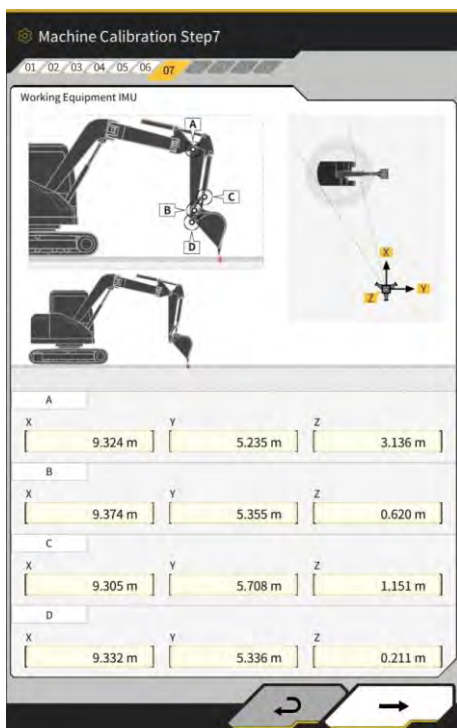 Machine Calibration Step7
01 02 03 04 05 06 07
Working Equipment IMU
A
C
B
D
X
Y
Z
A
X Y Z
9.324 m 5.235 m 3.136 m
B
X Y Z
9.374 m 5.355 m 0.620 m
C
X Y Z
9.305 m 5.708 m 1.151 m
D
X Y Z
9.332 m 5.336 m 0.211 m